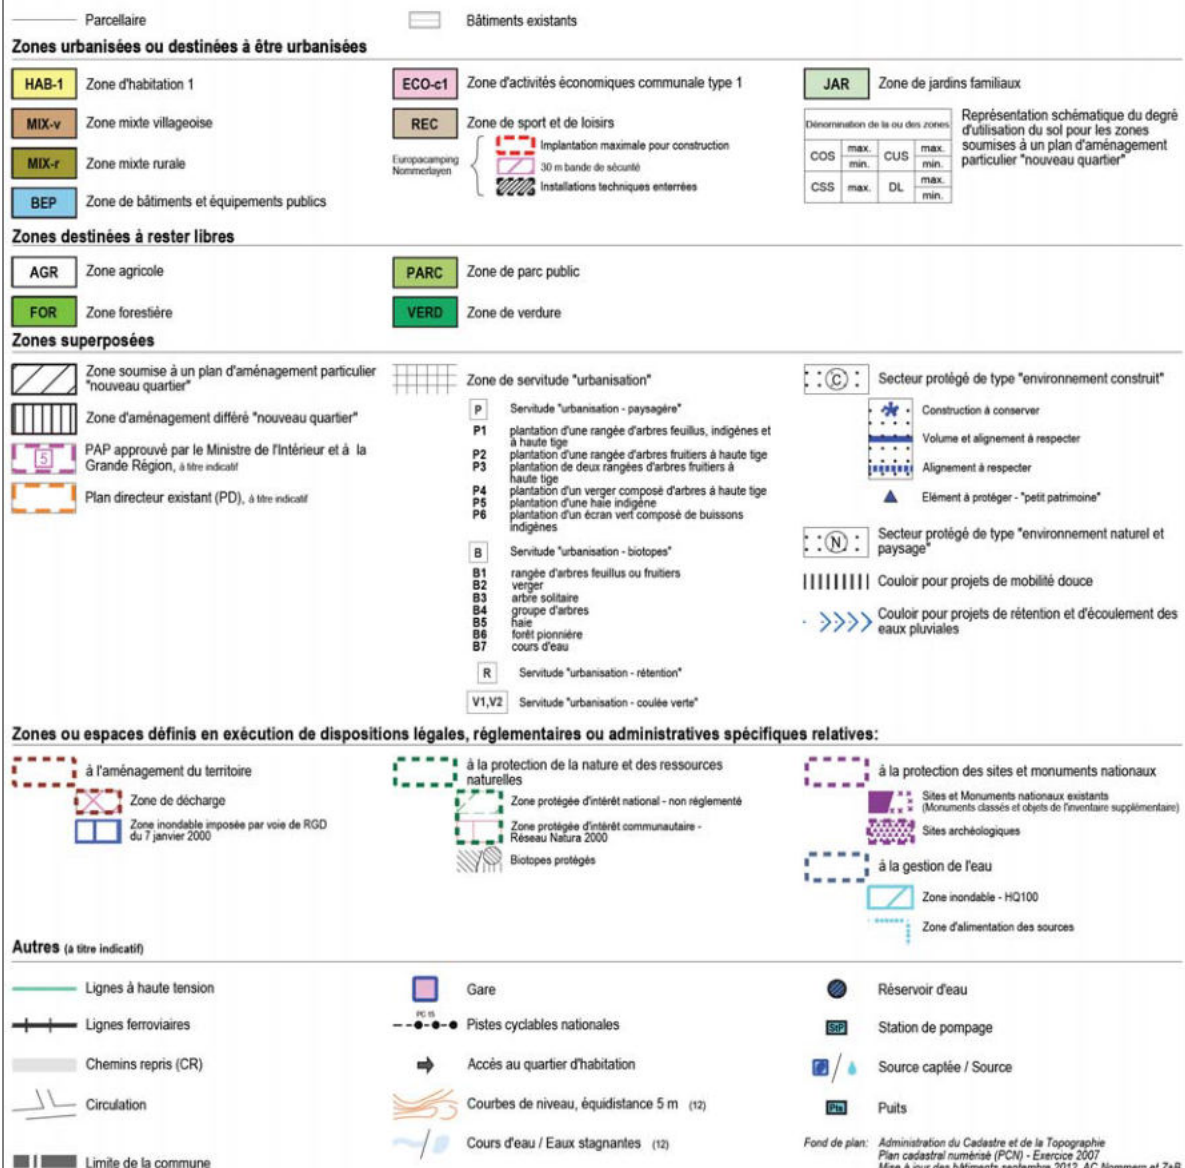 Parcellaire
Bâtiments existants
Zones urbanisées ou destinées à être urbanisées
HAB-1 Zone d'habitation 1
MIX-v Zone mixte villageoise
MIX-r Zone mixte rurale
BEP Zone de bâtiments et équipements publics
ECO-c1 Zone d'activités économiques communale type 1
REC Zone de sport et de loisirs
Europacamping
Nommerlayen
Implantation maximale pour construction
30 m bande de sécurité
Installations techniques enterrées
JAR Zone de jardins familiaux
Dénomination de la ou des zones
COS max. CUS max.
min. min.
CSS max. DL max.
min.
Représentation schématique du degré
d'utilisation du sol pour les zones
soumises à un plan d'aménagement
particulier "nouveau quartier"
Zones destinées à rester libres
AGR Zone agricole
FOR Zone forestière
PARC Zone de parc public
VERD Zone de verdure
Zones superposées
Zone soumise à un plan d'aménagement particulier
"nouveau quartier"
Zone d'aménagement différé "nouveau quartier"
5 PAP approuvé par le Ministre de l'Intérieur et à la
Grande Région, à titre indicatif
Plan directeur existant (PD), à titre indicatif
Zone de servitude "urbanisation"
P Servitude "urbanisation - paysagère"
P1 plantation d'une rangée d'arbres feuillus, indigènes et
à haute tige
P2 plantation d'une rangée d'arbres fruitiers à haute tige
P3 plantation de deux rangées d'arbres fruitiers à
haute tige
P4 plantation d'un verger composé d'arbres à haute tige
P5 plantation d'une haie indigène
P6 plantation d'un écran vert composé de buissons
indigènes
B Servitude "urbanisation - biotopes"
B1 rangée d'arbres feuillus ou fruitiers
B2 verger
B3 arbre solitaire
B4 groupe d'arbres
B5 haie
B6 forêt pionnière
B7 cours d'eau
R Servitude "urbanisation - rétention"
V1,V2 Servitude "urbanisation - coulée verte"
C Secteur protégé de type "environnement construit"
Construction à conserver
Volume et alignement à respecter
Alignement à respecter
Elément à protéger - "petit patrimoine"
N Secteur protégé de type "environnement naturel et
paysage"
Couloir pour projets de mobilité douce
Couloir pour projets de rétention et d'écoulement des
eaux pluviales
Zones ou espaces définis en exécution de dispositions légales, réglementaires ou administratives spécifiques relatives:
à l'aménagement du territoire
Zone de décharge
Zone inondable imposée par voie de RGD
du 7 janvier 2000
à la protection de la nature et des ressources
naturelles
Zone protégée d'intérêt national - non réglementé
Zone protégée d'intérêt communautaire -
Réseau Natura 2000
Biotopes protégés
à la protection des sites et monuments nationaux
Sites et Monuments nationaux existants
(Monuments classés et objets de l'inventaire supplémentaire)
Sites archéologiques
à la gestion de l'eau
Zone inondable - HQ100
Zone d'alimentation des sources
Autres (à titre indicatif)
Lignes à haute tension
Lignes ferroviaires
Chemins repris (CR)
Circulation
Limite de la commune
Gare
PC 15
Pistes cyclables nationales
Accès au quartier d'habitation
Courbes de niveau, équidistance 5 m (12)
Cours d'eau / Eaux stagnantes (12)
Réservoir d'eau
StP Station de pompage
Source captée / Source
Pts Puits
Fond de plan: Administration du Cadastre et de la Topographie
Plan cadastral numérisé (PCN) - Exercice 2007
Mise à jour des bâtiments septembre 2012, AC Nommern et Z+B